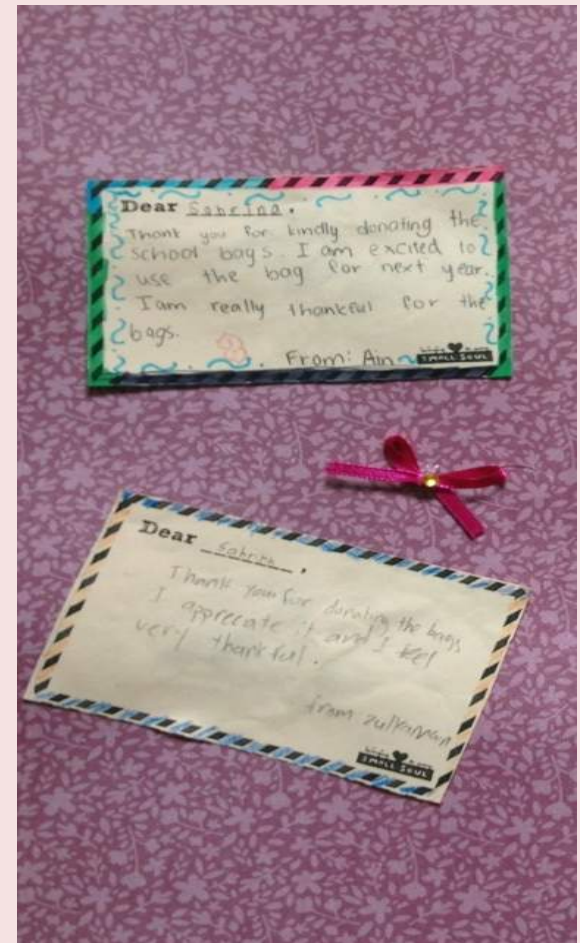 Dear Sabrina,
Thank you for kindly donating the
school bags. I am excited to
use the bag for next year.
I am really thankful for the
bags.
From: Ain
SMALL SOUL
Dear Sabrina,
Thank you for donating the bags
I apprecate it and I feel
very thankful.
from
SMALL SOUL